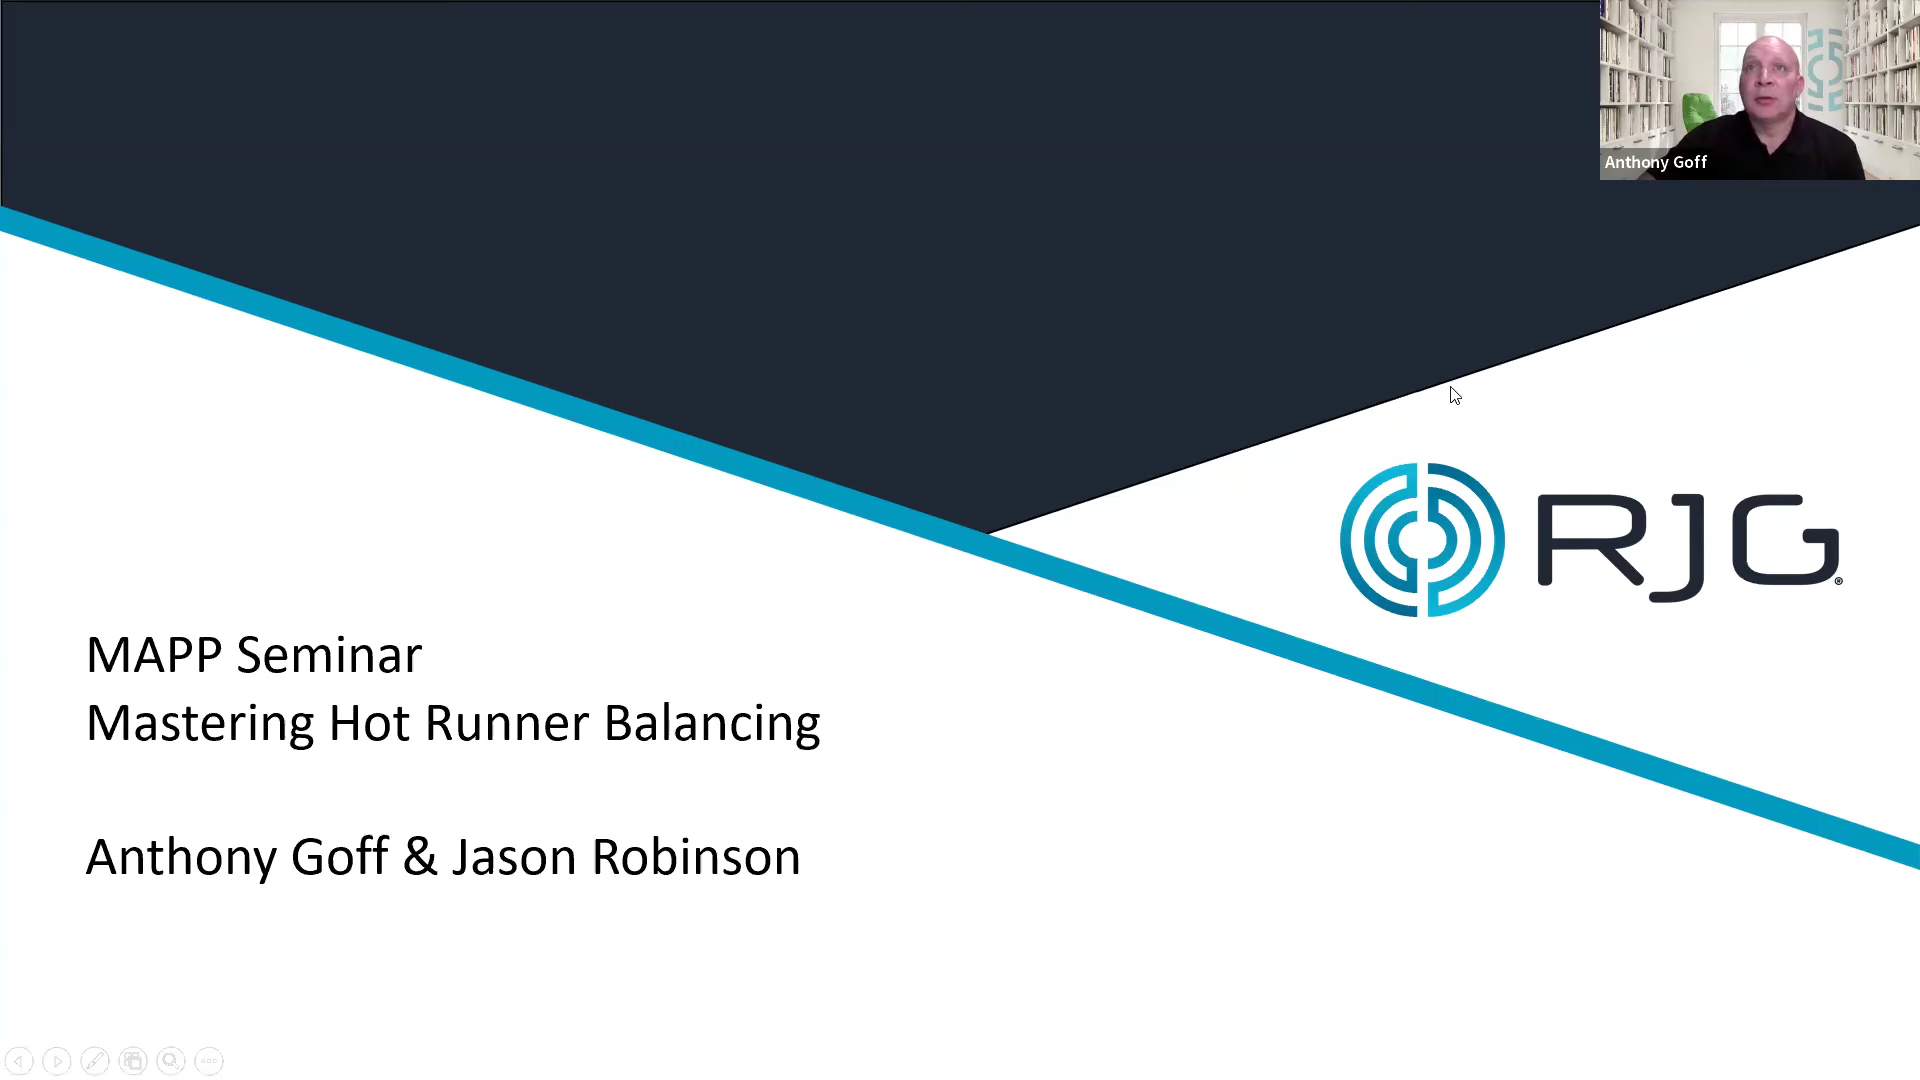 Anthony Goff
RJG®
MAPP Seminar
Mastering Hot Runner Balancing
Anthony Goff & Jason Robinson